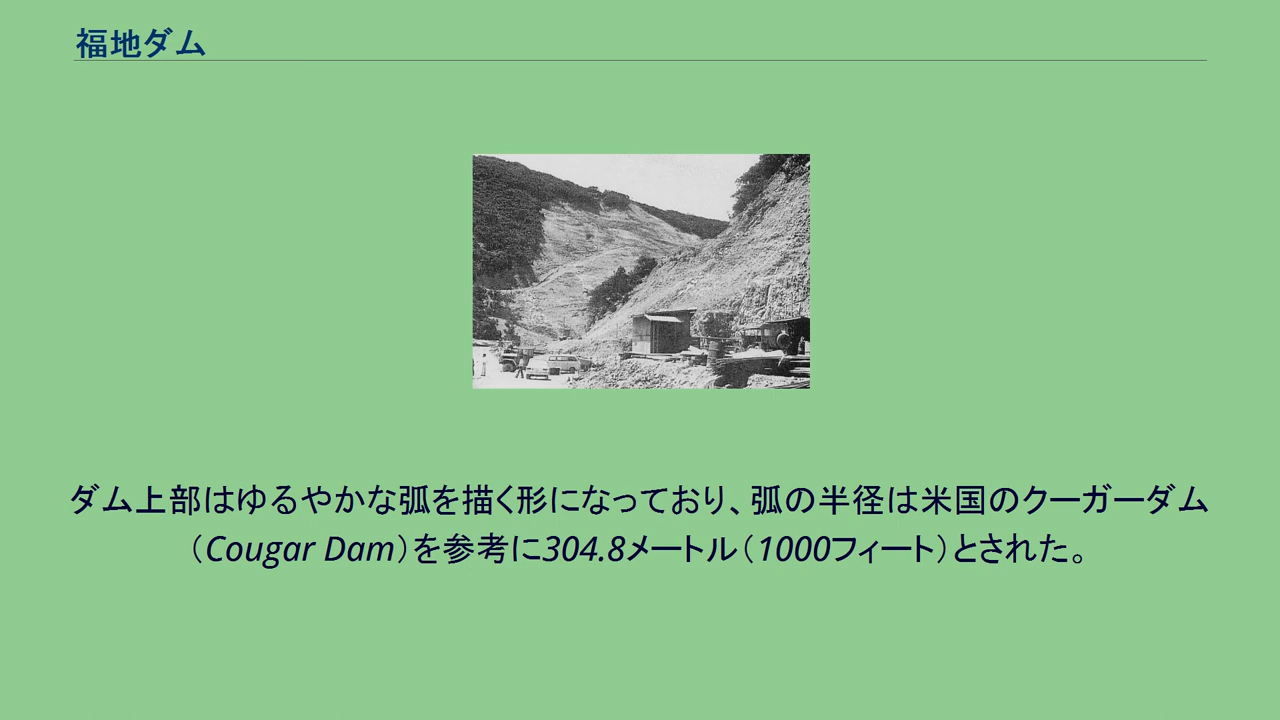 福地ダム
ダム上部はゆるやかな弧を描く形になっており、弧の半径は米国のクーガーダム
（Cougar Dam）を参考に304.8メートル（1000フィート）とされた。